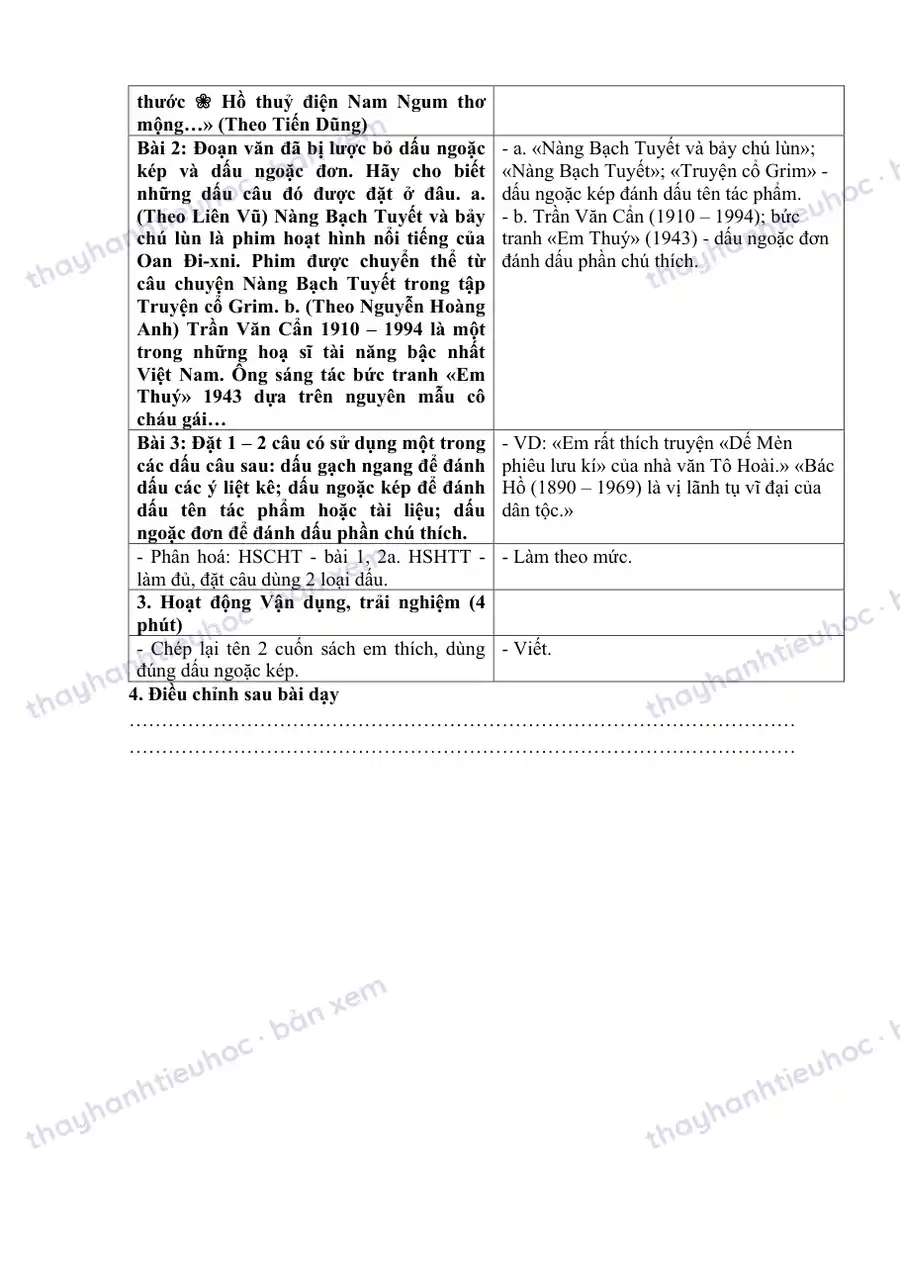 thước ❀ Hồ thuỷ điện Nam Ngum thơ
mộng…» (Theo Tiến Dũng)
Bài 2: Đoạn văn đã bị lược bỏ dấu ngoặc
kép và dấu ngoặc đơn. Hãy cho biết
những dấu câu đó được đặt ở đâu. a.
(Theo Liên Vũ) Nàng Bạch Tuyết và bảy
chú lùn là phim hoạt hình nổi tiếng của
Oan Đi-xni. Phim được chuyển thể từ
câu chuyện Nàng Bạch Tuyết trong tập
Truyện cổ Grim. b. (Theo Nguyễn Hoàng
Anh) Trần Văn Cẩn 1910 – 1994 là một
trong những hoạ sĩ tài năng bậc nhất
Việt Nam. Ông sáng tác bức tranh «Em
Thuý» 1943 dựa trên nguyên mẫu cô
cháu gái…
- a. «Nàng Bạch Tuyết và bảy chú lùn»;
«Nàng Bạch Tuyết»; «Truyện cổ Grim» -
dấu ngoặc kép đánh dấu tên tác phẩm.
- b. Trần Văn Cẩn (1910 – 1994); bức
tranh «Em Thuý» (1943) - dấu ngoặc đơn
đánh dấu phần chú thích.
Bài 3: Đặt 1 – 2 câu có sử dụng một trong
các dấu câu sau: dấu gạch ngang để đánh
dấu các ý liệt kê; dấu ngoặc kép để đánh
dấu tên tác phẩm hoặc tài liệu; dấu
ngoặc đơn để đánh dấu phần chú thích.
- VD: «Em rất thích truyện «Dế Mèn
phiêu lưu kí» của nhà văn Tô Hoài.» «Bác
Hồ (1890 – 1969) là vị lãnh tụ vĩ đại của
dân tộc.»
- Phân hoá: HSCHT - bài 1, 2a. HSHTT -
làm đủ, đặt câu dùng 2 loại dấu.
- Làm theo mức.
3. Hoạt động Vận dụng, trải nghiệm (4
phút)
- Chép lại tên 2 cuốn sách em thích, dùng
đúng dấu ngoặc kép.
- Viết.
4. Điều chỉnh sau bài dạy
……………………………………………………………………………………………
……………………………………………………………………………………………
thayhanhtieuhoc · bản xem
thayhanhtieuhoc · b
thayhanhtieuhoc · bản xem
thayhanhtieuhoc · b
thayhanhtieuhoc · bản xem
thayhanhtieuhoc · b